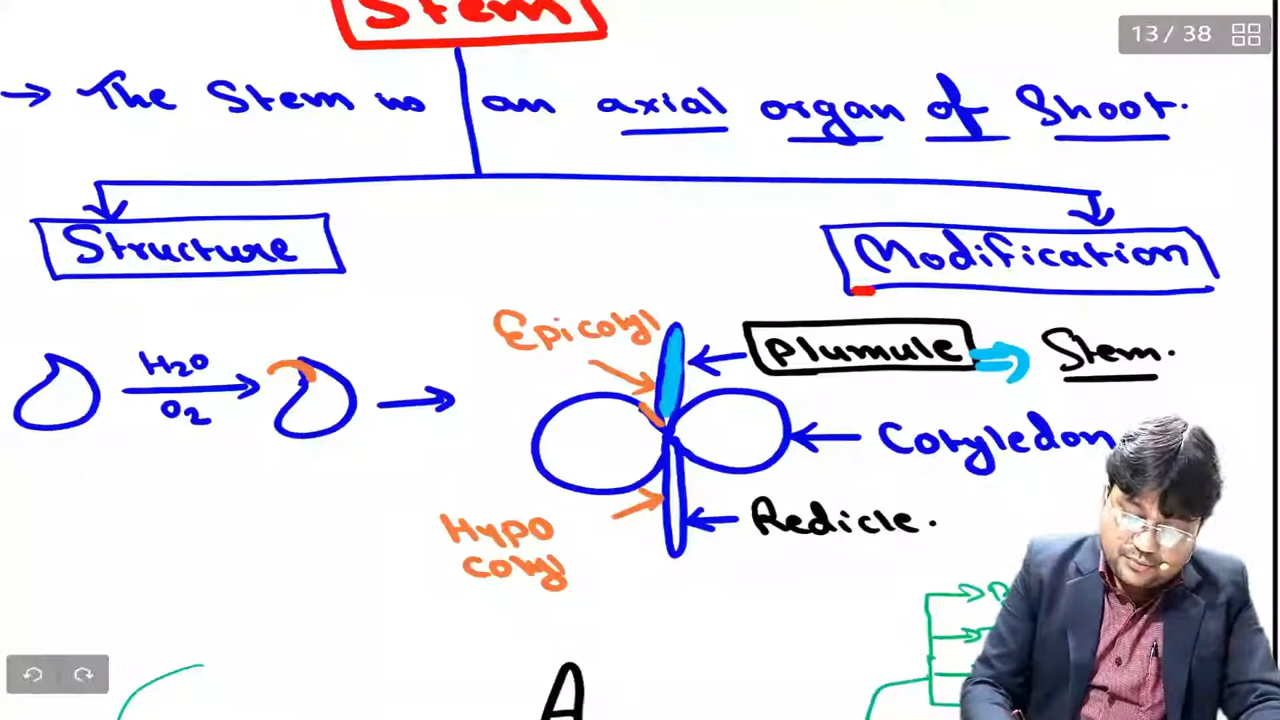 Stem
13 / 38
→ The Stem is an axial organ of Shoot.
Structure
Modification
Epicotyl
Plumule
Stem.
H2O
O2
Cotyledon
Redicle.
Hypo
Cotyl
A